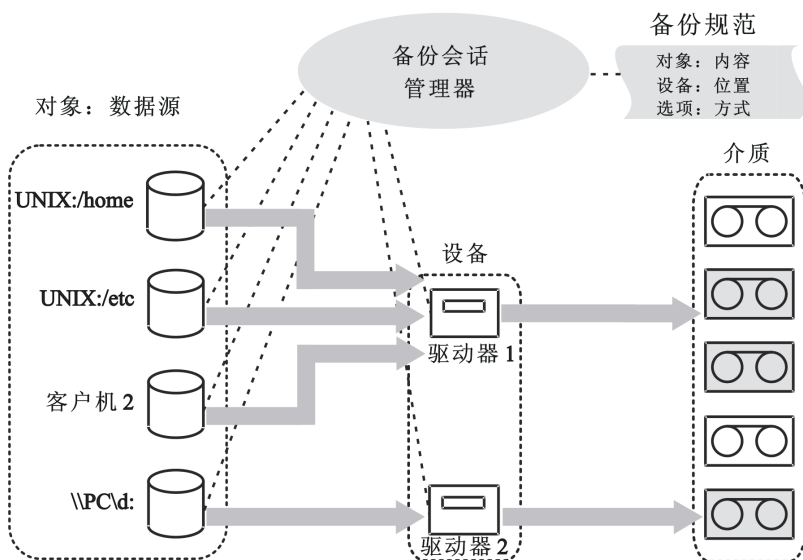 备份规范
对象：内容
设备：位置
选项：方式
备份会话
管理器
对象：数据源
介质
UNIX:/home
设备
UNIX:/etc
驱动器 1
客户机 2
\\PC\d:
驱动器 2